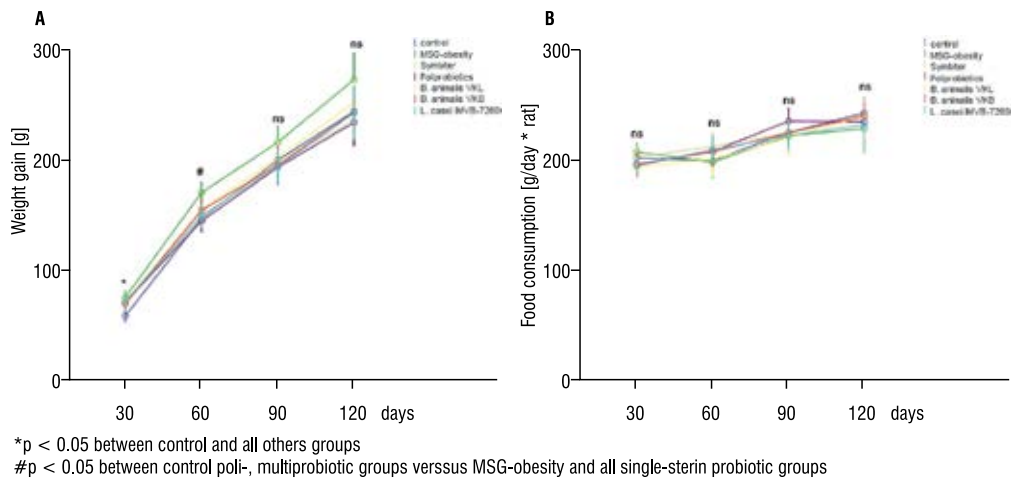 A
B
300
200
100
0
Weight gain [g]
*
#
ns
ns
control
MSG-obesity
Symbiter
B. animalis VKL
B. animalis VKB
L. casei IMVB-7280
30 60 90 120 days
300
200
100
0
Food consumption [g/day * rat]
ns
ns
ns
ns
control
MSG-obesity
Symbiter
B. animalis VKL
B. animalis VKB
L. casei IMVB-7280
30 60 90 120 days
*p < 0.05 between control and all others groups
#p < 0.05 between control poli-, multiprobiotic groups verssus MSG-obesity and all single-sterin probiotic groups